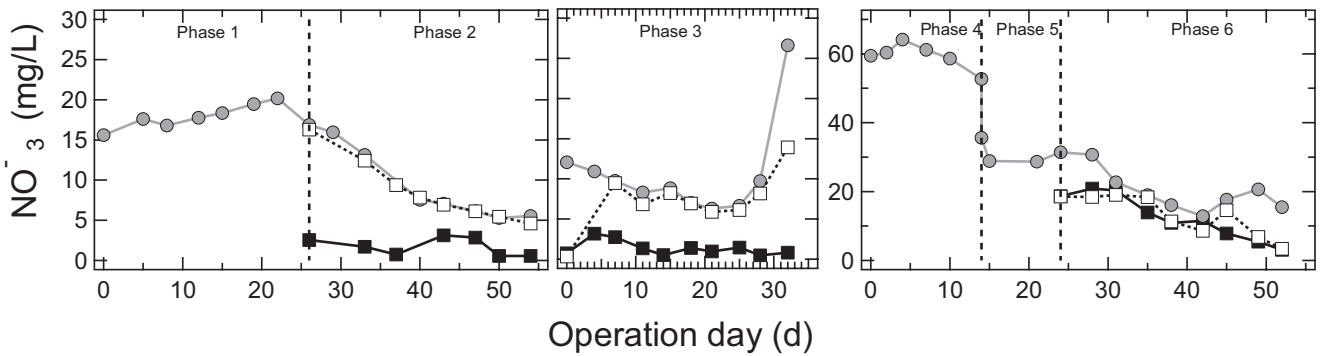 Phase 1
Phase 2
Phase 3
Phase 4
Phase 5
Phase 6
NO⁻₃ (mg/L)
30
25
20
15
10
5
0
60
40
20
0
0 10 20 30 40 50
0 10 20 30
0 10 20 30 40 50
Operation day (d)